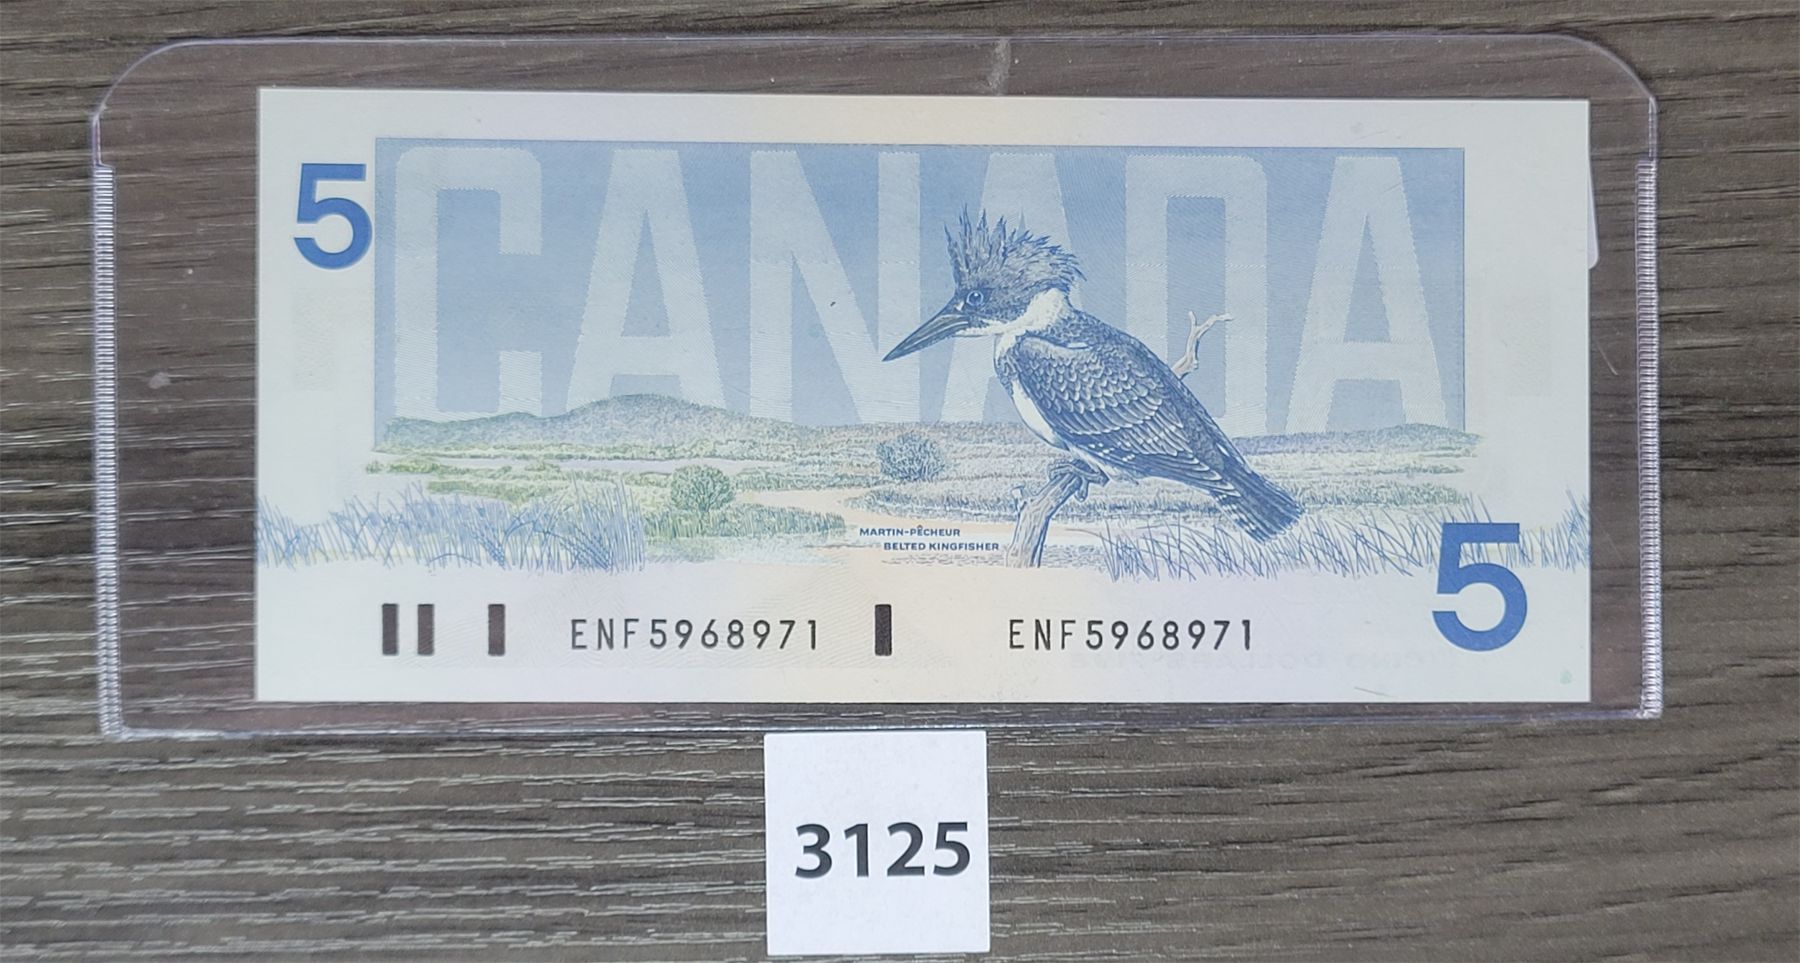 5
CANADA
MARTIN-PÊCHEUR
BELTED KINGFISHER
5
ENF5968971 ENF5968971
3125